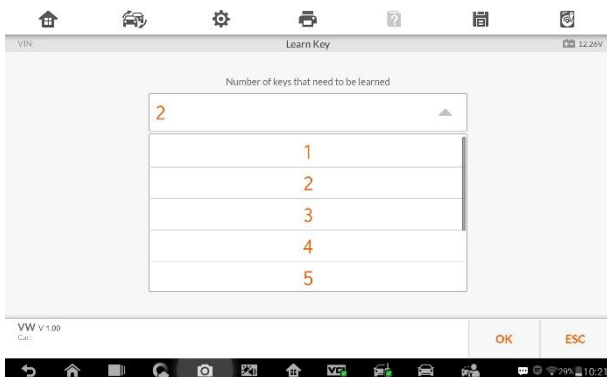 VIN:
Learn Key
12.26V
Number of keys that need to be learned
2
1
2
3
4
5
VW V 1.00
Car:
OK
ESC
29% 10:21